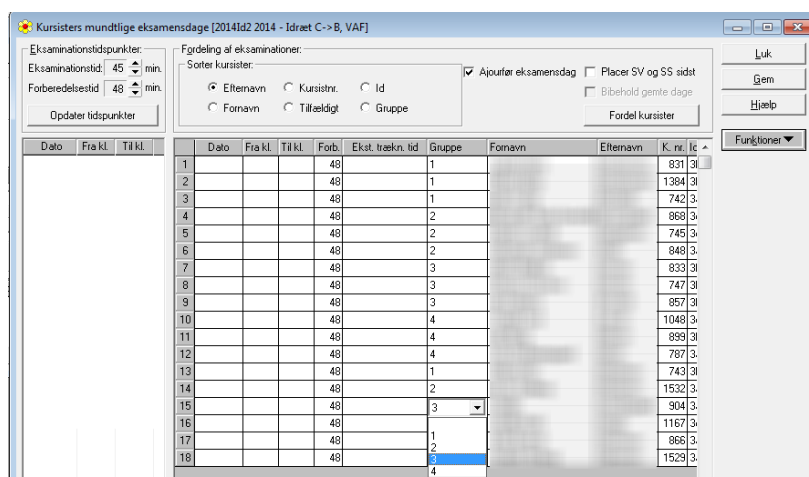 Kursisters mundtlige eksamensdage [2014Id2 2014 - Idræt C->B, VAF]
Eksaminationstidspunkter:
Eksaminationstid: 45 min.
Forberedelsestid 48 min.
Opdater tidspunkter
Fordeling af eksaminationer:
Sorter kursister:
Efternavn Kursistnr. Id
Fornavn Tilfældigt Gruppe
Ajourfør eksamensdag Placer SV og SS sidst
Bibehold gemte dage
Fordel kursister
Luk
Gem
Hjælp
Funktioner
Dato Fra kl. Til kl.
Dato Fra kl. Til kl. Forb. Ekst. trækn. tid Gruppe Fornavn Efternavn K. nr.
1 48 1 831
2 48 1 1384
3 48 1 742
4 48 2 868
5 48 2 745
6 48 2 848
7 48 3 833
8 48 3 747
9 48 3 857
10 48 4 1048
11 48 4 899
12 48 4 787
13 48 1 743
14 48 2 1532
15 48 3 904
16 48 1167
17 48 1 866
18 48 2 1529
3
4